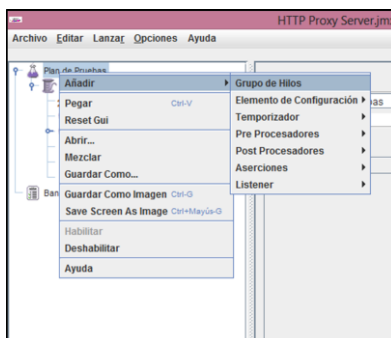 HTTP Proxy Server.jm
Archivo Editar Lanzar Opciones Ayuda
Plan de Pruebas
Añadir
Grupo de Hilos
Pegar Ctrl-V
Elemento de Configuración
Reset Gui
Temporizador
Abrir...
Pre Procesadores
Mezclar
Post Procesadores
Guardar Como...
Aserciones
Listener
Ban
Guardar Como Imagen Ctrl-G
Save Screen As Image Ctrl+Mayús-G
Habilitar
Deshabilitar
Ayuda